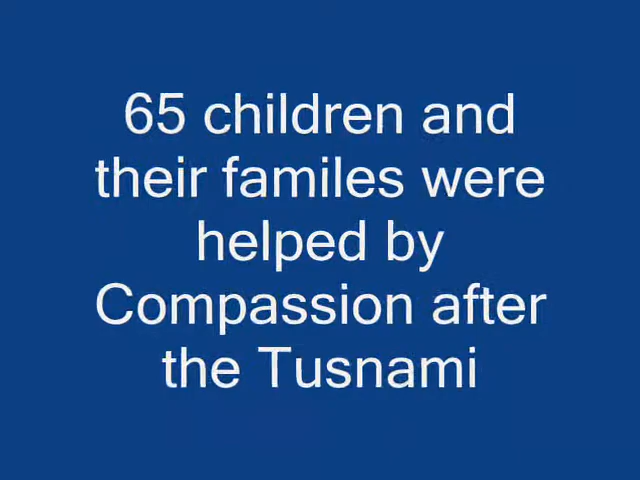 65 children and
their familes were
helped by
Compassion after
the Tusnami